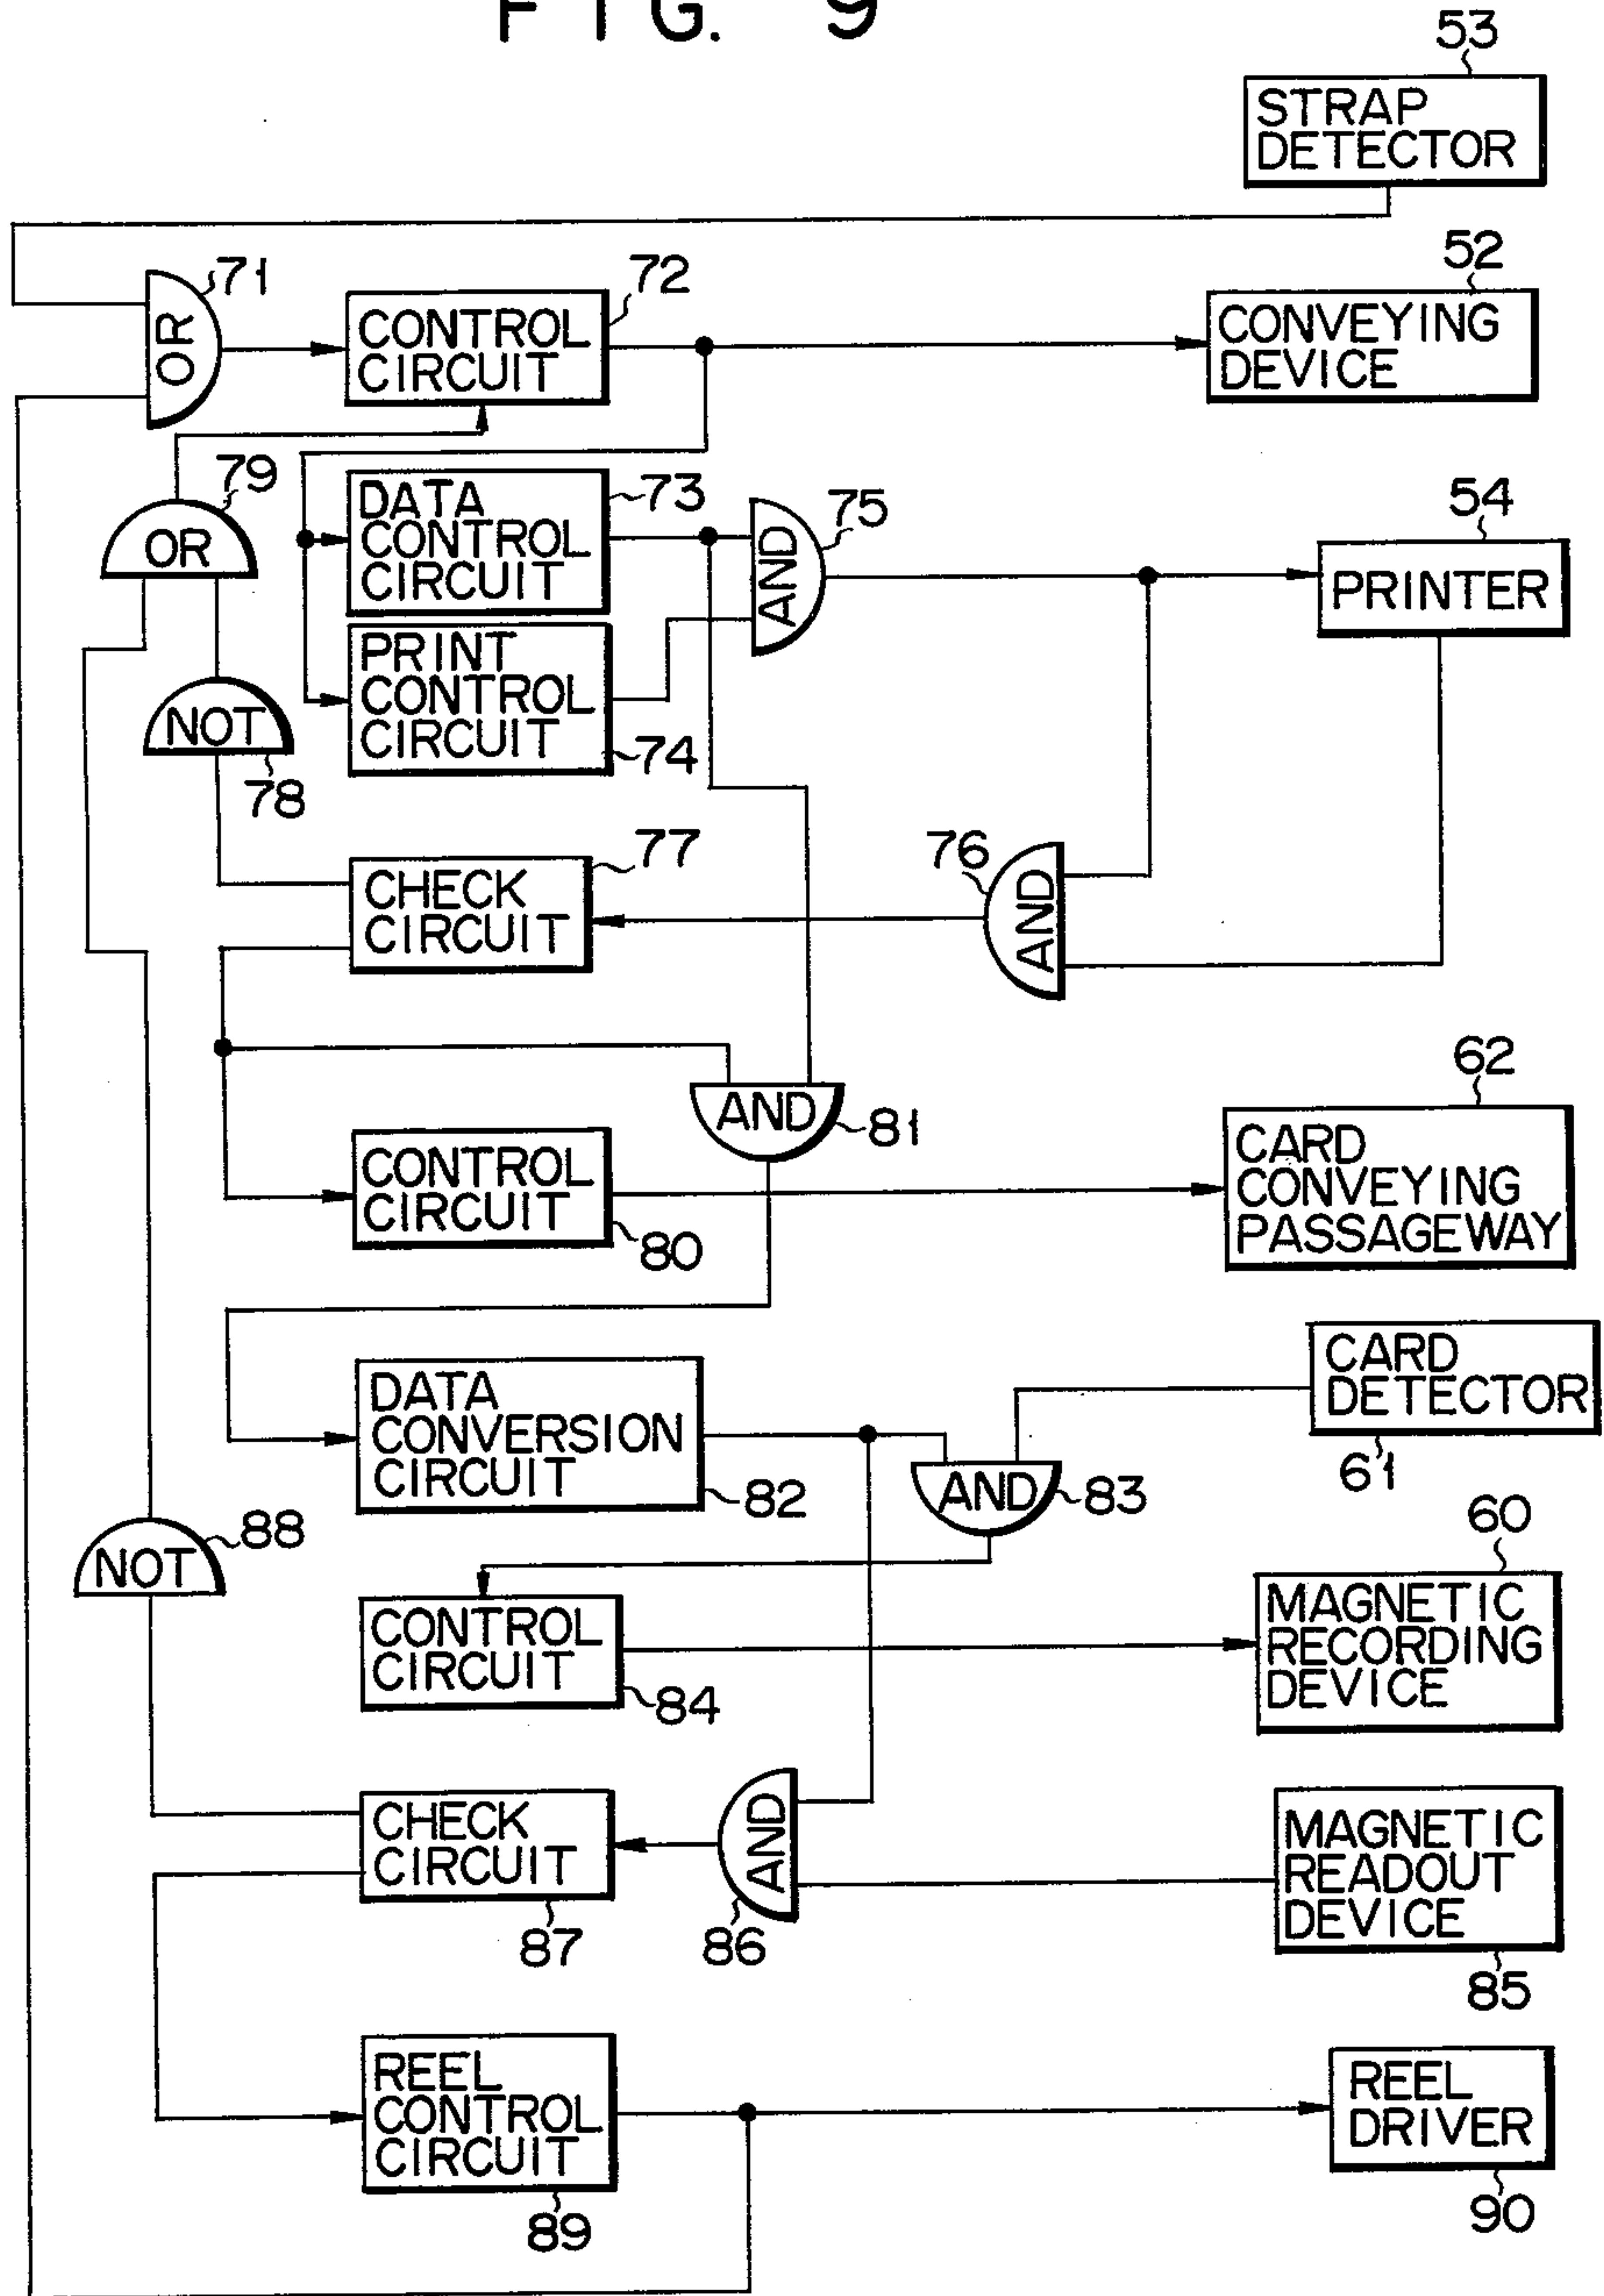 FIG. 9
53
STRAP
DETECTOR
71
OR
72
CONTROL
CIRCUIT
52
CONVEYING
DEVICE
79
OR
73
DATA
CONTROL
CIRCUIT
75
AND
54
PRINTER
PRINT
CONTROL
CIRCUIT
74
NOT
78
77
CHECK
CIRCUIT
76
AND
62
AND
81
CARD
CONVEYING
PASSAGEWAY
CONTROL
CIRCUIT
80
CARD
DETECTOR
61
DATA
CONVERSION
CIRCUIT
82
AND
83
88
NOT
60
MAGNETIC
RECORDING
DEVICE
CONTROL
CIRCUIT
84
CHECK
CIRCUIT
87
AND
86
MAGNETIC
READOUT
DEVICE
85
REEL
CONTROL
CIRCUIT
89
REEL
DRIVER
90